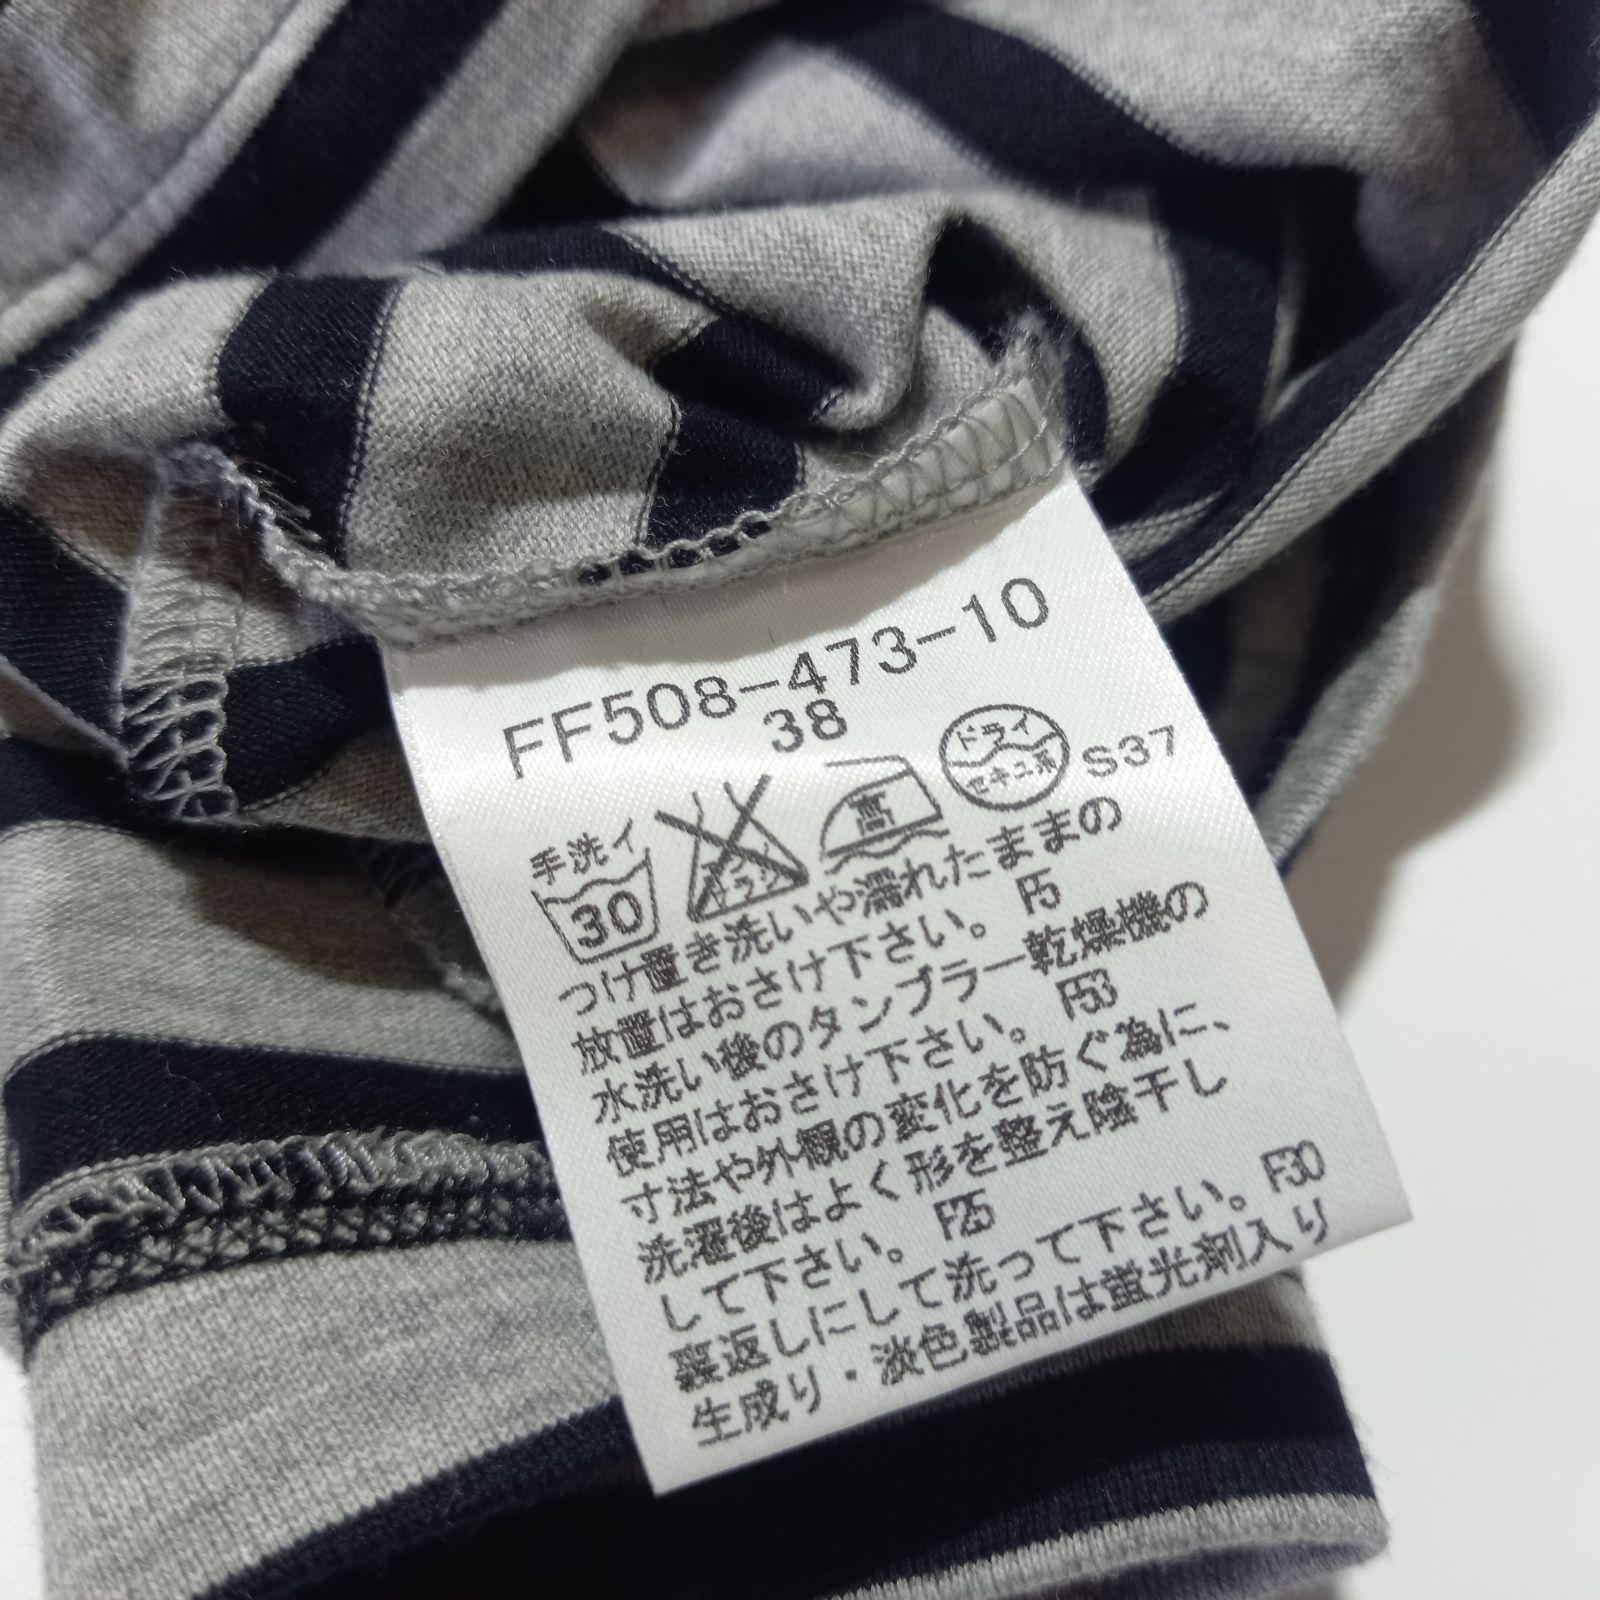 FF508-473-10
38
手洗イ
30
高
ドライ
セキユ系
S37
つけ置き洗いや濡れたままの
放置はおさけ下さい。 F5
水洗い後のタンブラー乾燥機の
使用はおさけ下さい。 F53
寸法や外観の変化を防ぐ為に、
洗濯後はよく形を整え陰干し
して下さい。 F25
裏返しにして洗って下さい。 F30
生成り・淡色製品は蛍光剤入り